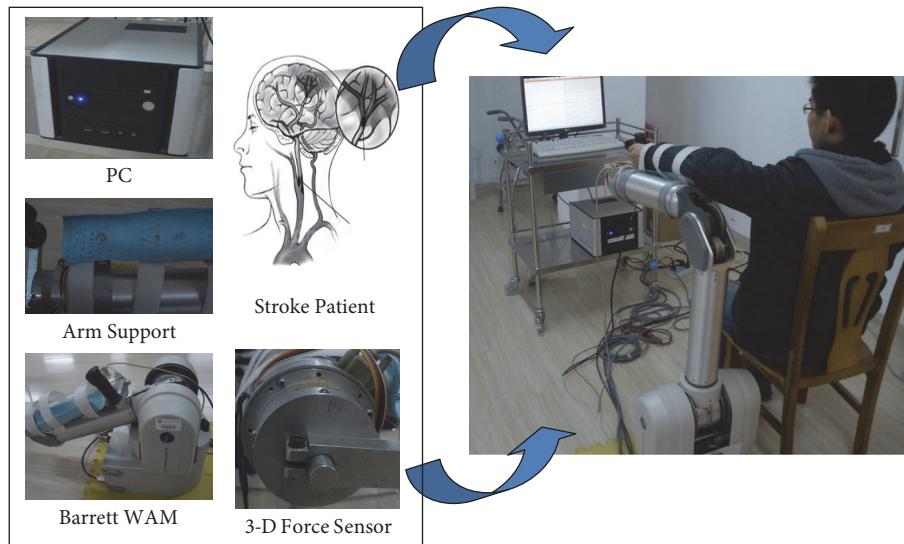 PC
Stroke Patient
Arm Support
Barrett WAM
3-D Force Sensor